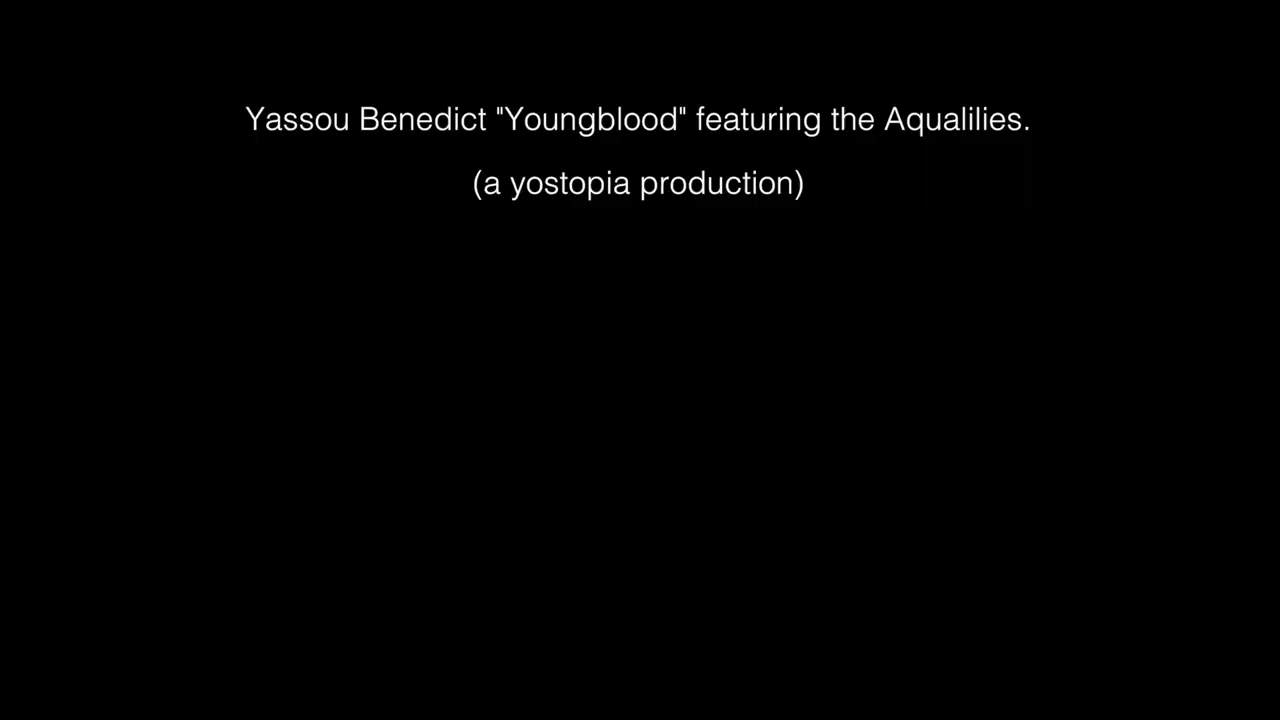 Yassou Benedict "Youngblood" featuring the Aqualilies.
(a yostopia production)